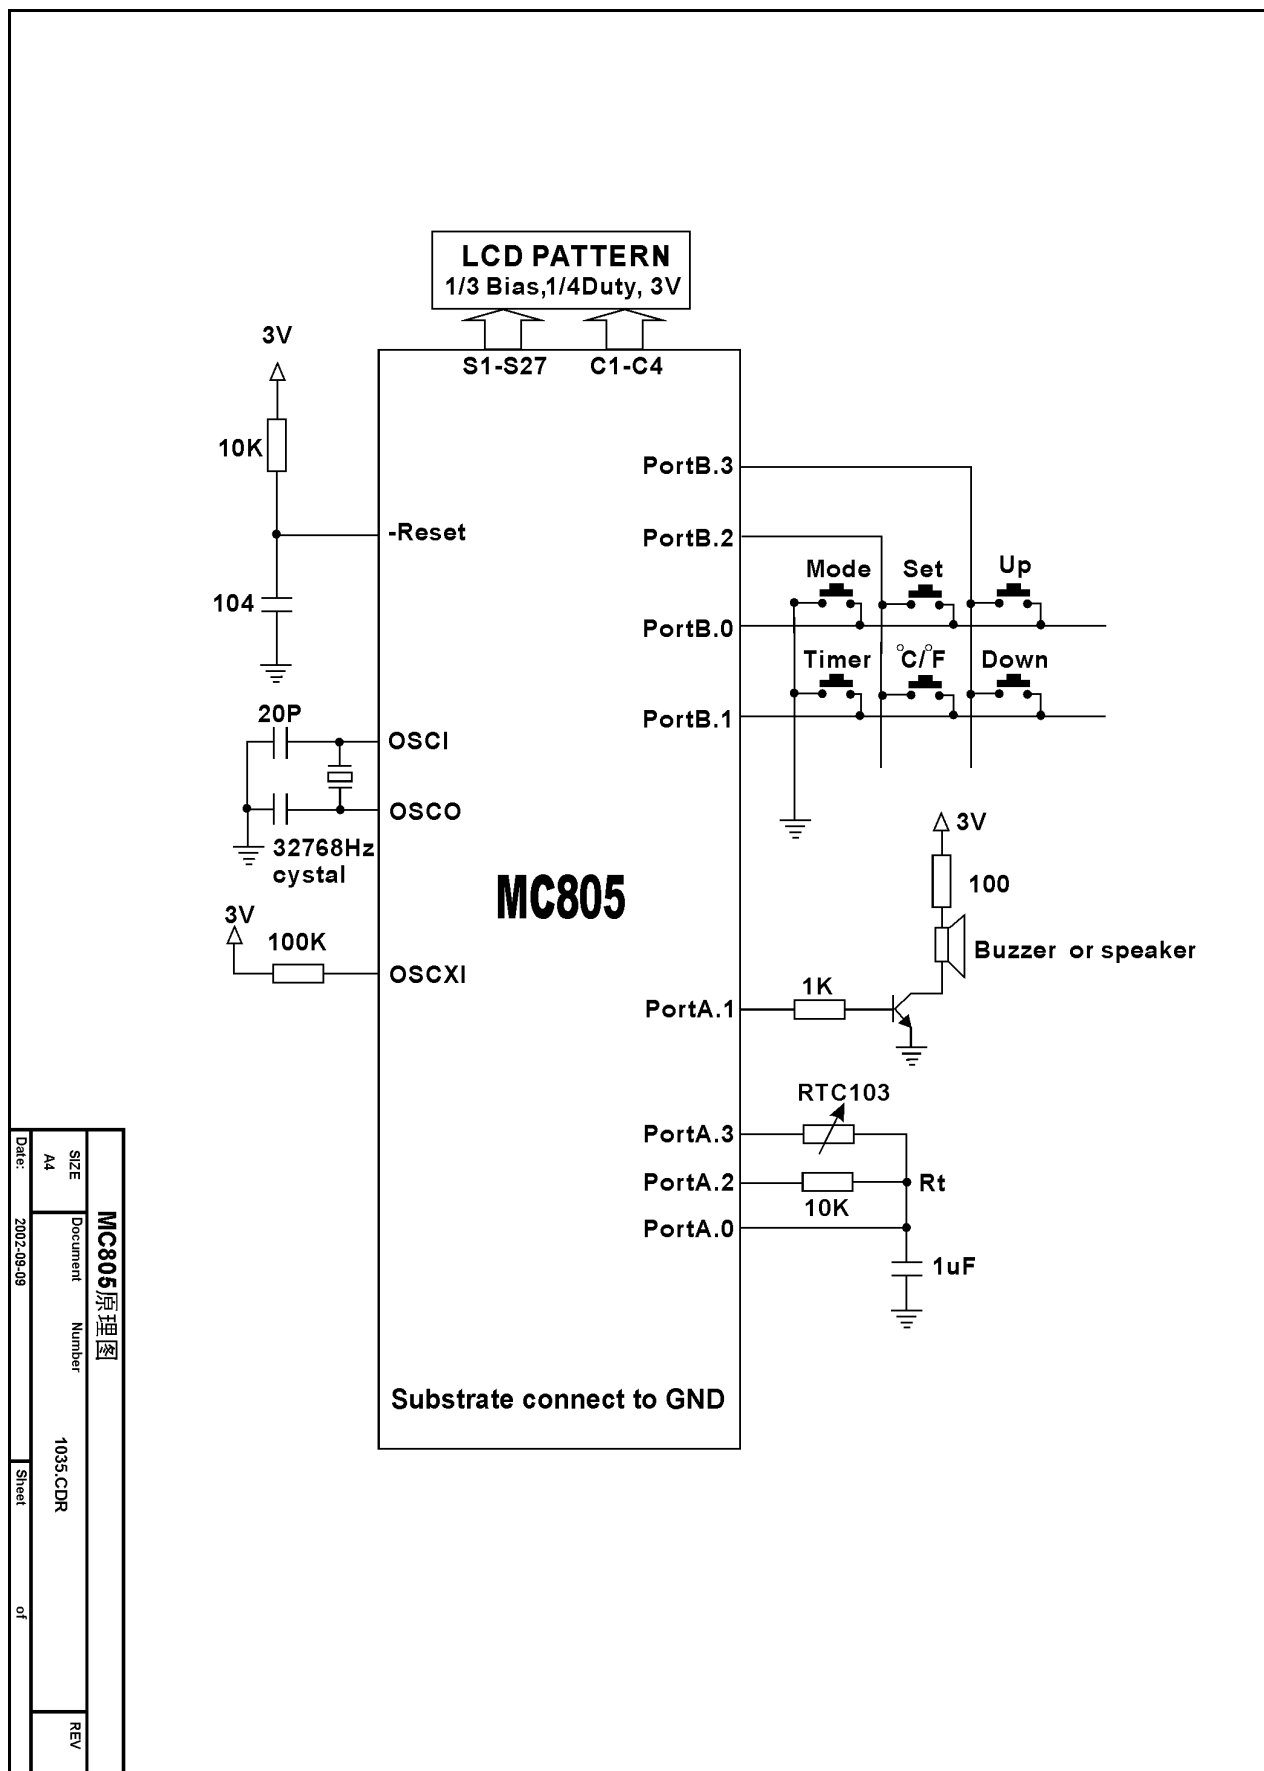 LCD PATTERN
1/3 Bias,1/4Duty, 3V
S1-S27 C1-C4
3V
10K
-Reset
104
20P
OSCI
OSCO
32768Hz
cystal
3V
100K
OSCXI
MC805
PortB.3
PortB.2
Mode Set Up
PortB.0
Timer °C/°F Down
PortB.1
3V
100
Buzzer or speaker
1K
PortA.1
RTC103
PortA.3
PortA.2 Rt
10K
PortA.0
1uF
Substrate connect to GND
MC805原理图
SIZE Document Number REV
A4 1035.CDR
Date: 2002-09-09 Sheet of